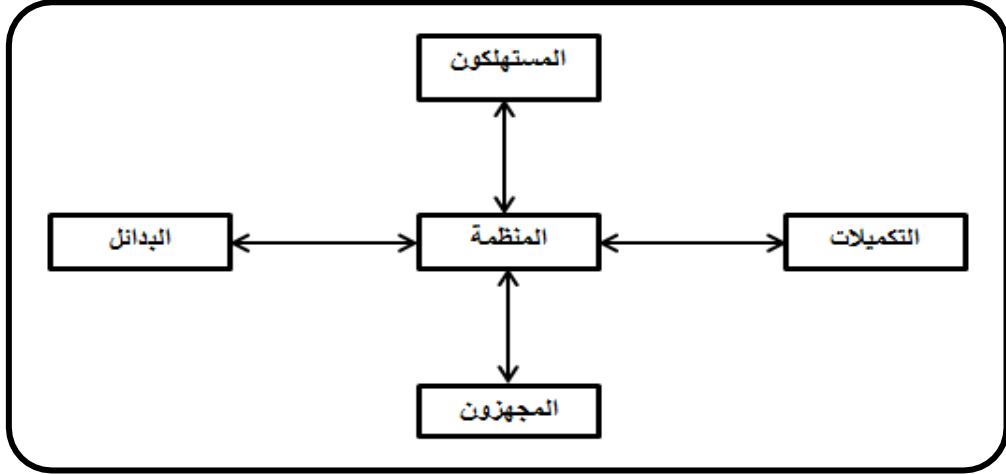 المستهلكون
التكميلات
المنظمة
البدائل
المجهزون